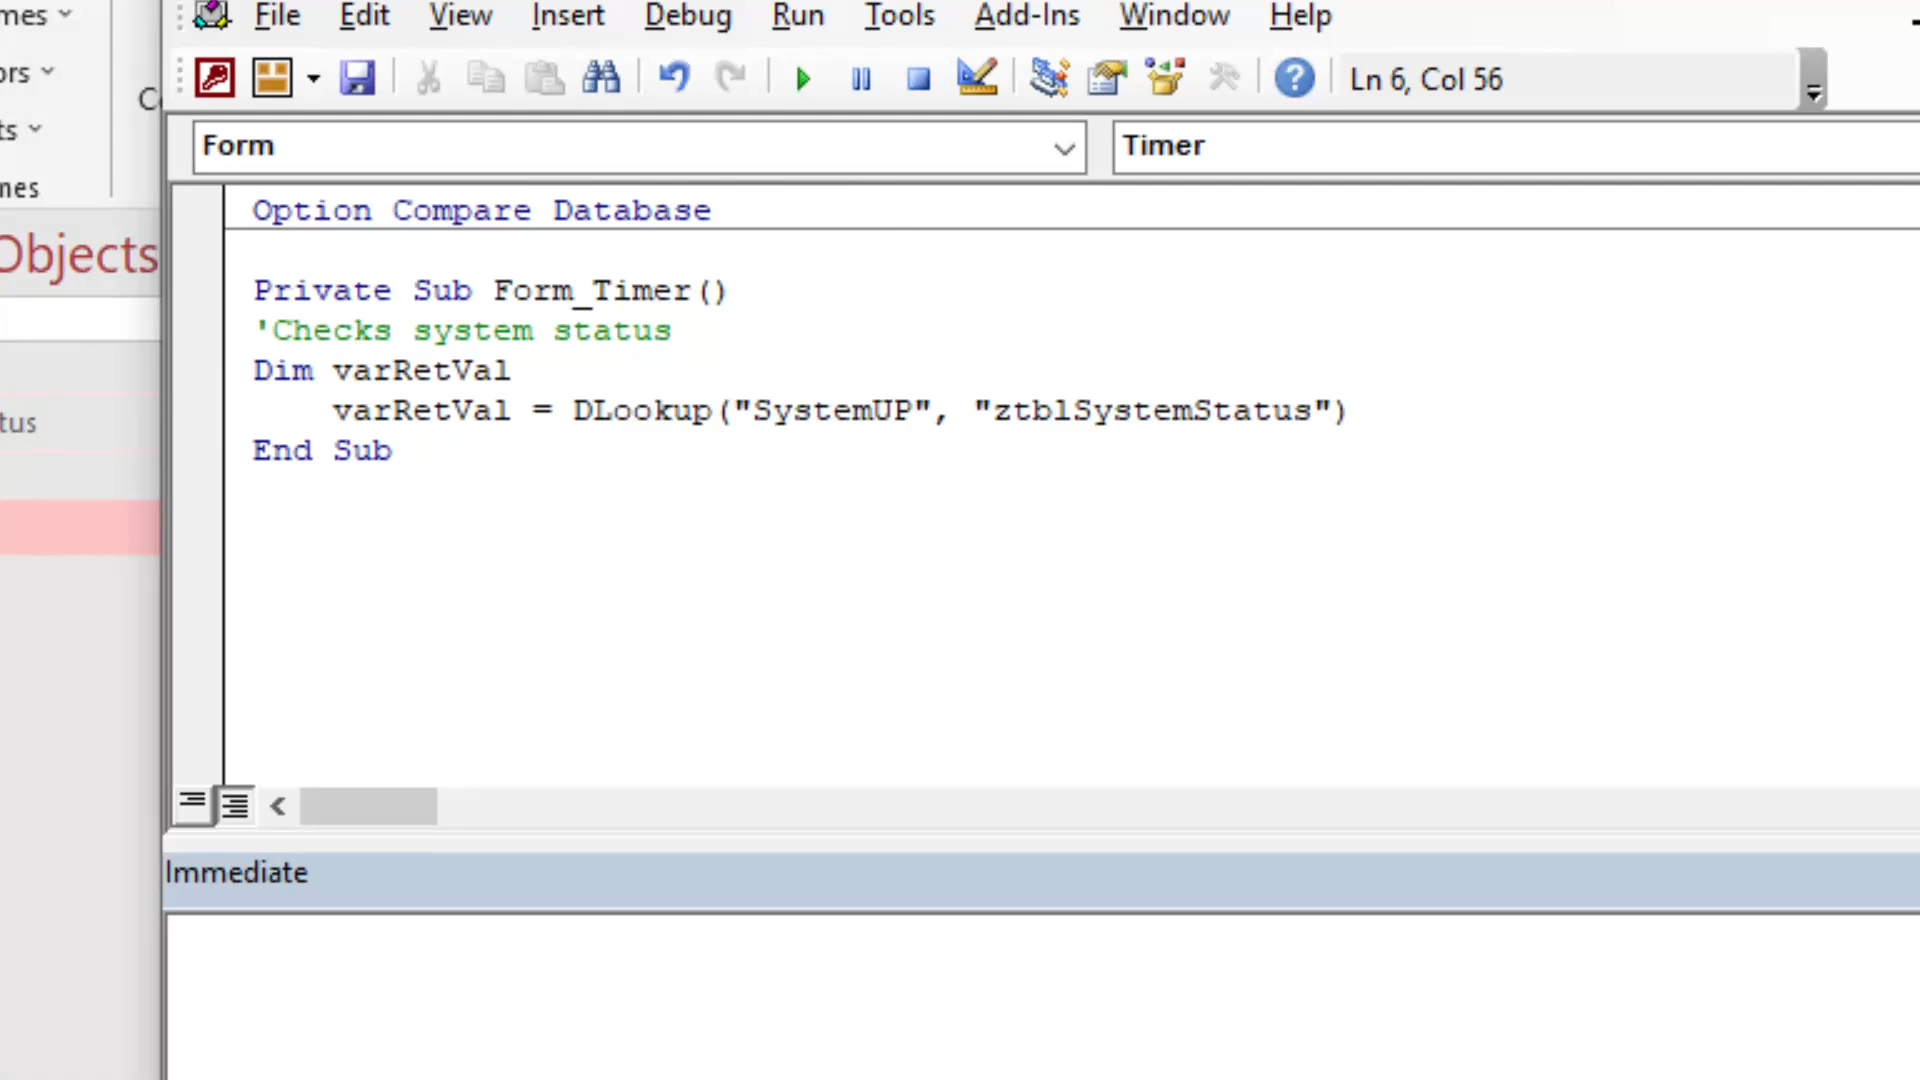 mes
File Edit View Insert Debug Run Tools Add-Ins Window Help
ors
Ln 6, Col 56
ts
Form
Timer
mes
Option Compare Database
Objects
Private Sub Form_Timer()
'Checks system status
Dim varRetVal
varRetVal = DLookup("SystemUP", "ztblSystemStatus")
tus
End Sub
Immediate